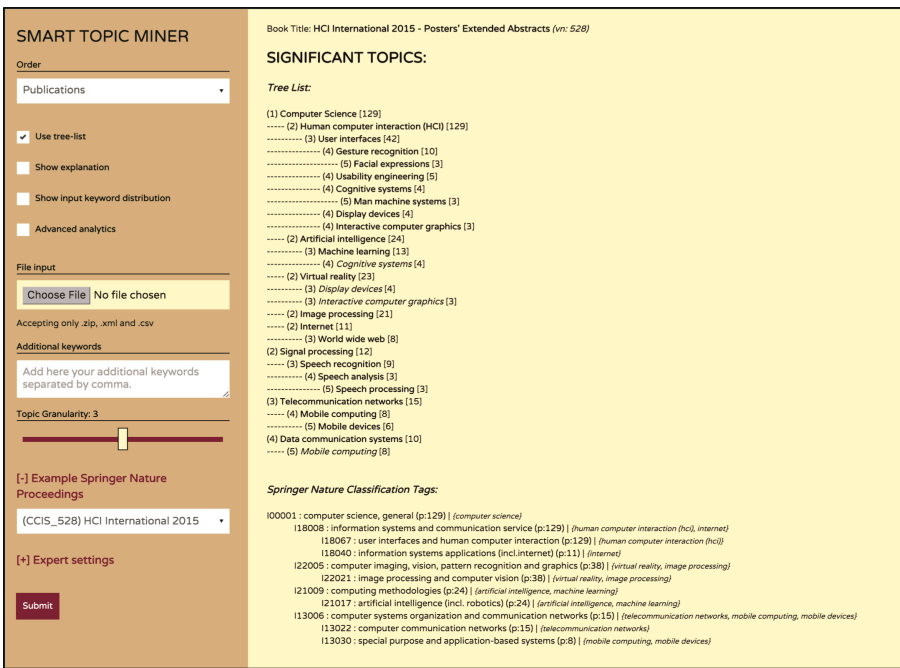 SMART TOPIC MINER
Order
Publications
Use tree-list
Show explanation
Show input keyword distribution
Advanced analytics
File input
Choose File No file chosen
Accepting only .zip, .xml and .csv
Additional keywords
Add here your additional keywords
separated by comma.
Topic Granularity: 3
[-] Example Springer Nature
Proceedings
(CCIS_528) HCI International 2015
[+] Expert settings
Submit
Book Title: HCI International 2015 - Posters' Extended Abstracts (vn: 528)
SIGNIFICANT TOPICS:
Tree List:
(1) Computer Science [129]
----- (2) Human computer interaction (HCI) [129]
---------- (3) User interfaces [42]
--------------- (4) Gesture recognition [10]
-------------------- (5) Facial expressions [3]
--------------- (4) Usability engineering [5]
--------------- (4) Cognitive systems [4]
-------------------- (5) Man machine systems [3]
--------------- (4) Display devices [4]
--------------- (4) Interactive computer graphics [3]
----- (2) Artificial intelligence [24]
---------- (3) Machine learning [13]
--------------- (4) Cognitive systems [4]
----- (2) Virtual reality [23]
---------- (3) Display devices [4]
---------- (3) Interactive computer graphics [3]
----- (2) Image processing [21]
----- (2) Internet [11]
---------- (3) World wide web [8]
(2) Signal processing [12]
----- (3) Speech recognition [9]
---------- (4) Speech analysis [3]
--------------- (5) Speech processing [3]
(3) Telecommunication networks [15]
----- (4) Mobile computing [8]
---------- (5) Mobile devices [6]
(4) Data communication systems [10]
----- (5) Mobile computing [8]
Springer Nature Classification Tags:
I00001 : computer science, general (p:129) | {computer science}
I18008 : information systems and communication service (p:129) | {human computer interaction (hci), internet}
I18067 : user interfaces and human computer interaction (p:129) | {human computer interaction (hci)}
I18040 : information systems applications (incl.internet) (p:11) | {internet}
I22005 : computer imaging, vision, pattern recognition and graphics (p:38) | {virtual reality, image processing}
I22021 : image processing and computer vision (p:38) | {virtual reality, image processing}
I21009 : computing methodologies (p:24) | {artificial intelligence, machine learning}
I21017 : artificial intelligence (incl. robotics) (p:24) | {artificial intelligence, machine learning}
I13006 : computer systems organization and communication networks (p:15) | {telecommunication networks, mobile computing, mobile devices}
I13022 : computer communication networks (p:15) | {telecommunication networks}
I13030 : special purpose and application-based systems (p:8) | {mobile computing, mobile devices}